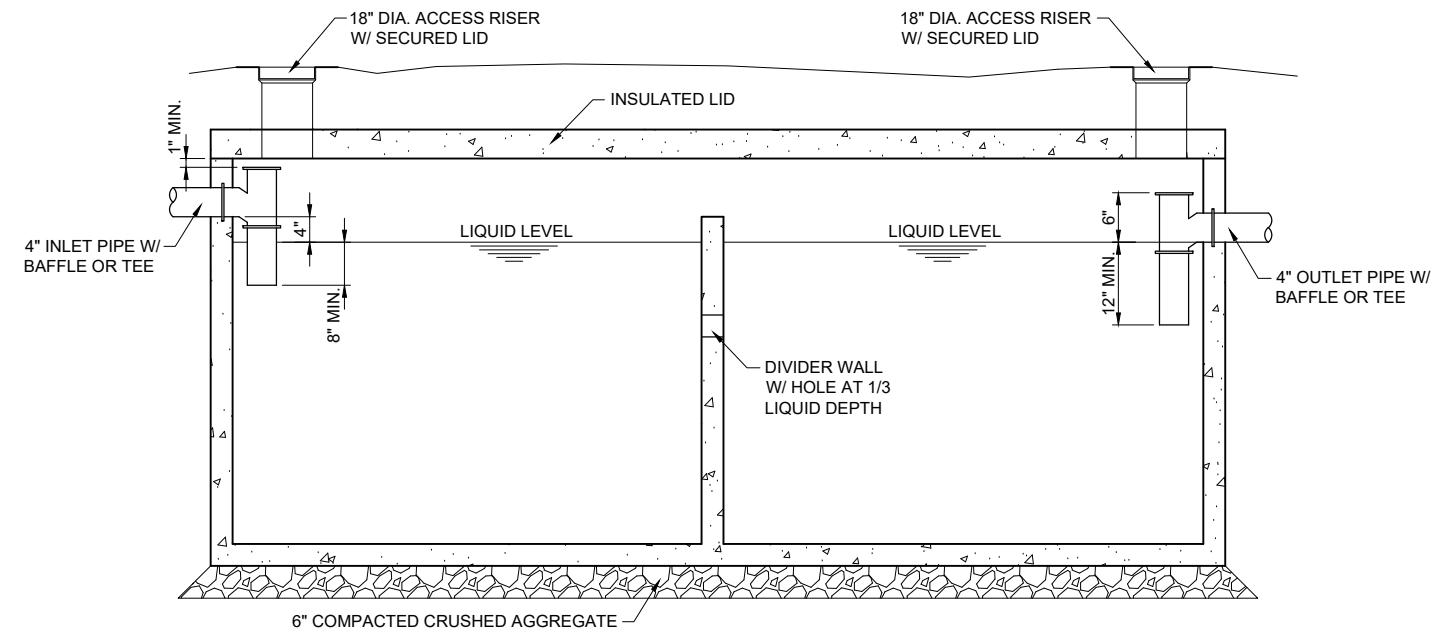 18" DIA. ACCESS RISER
W/ SECURED LID
18" DIA. ACCESS RISER
W/ SECURED LID
INSULATED LID
1" MIN.
4"
LIQUID LEVEL
LIQUID LEVEL
6"
4" INLET PIPE W/
BAFFLE OR TEE
8" MIN.
12" MIN.
4" OUTLET PIPE W/
BAFFLE OR TEE
DIVIDER WALL
W/ HOLE AT 1/3
LIQUID DEPTH
6" COMPACTED CRUSHED AGGREGATE